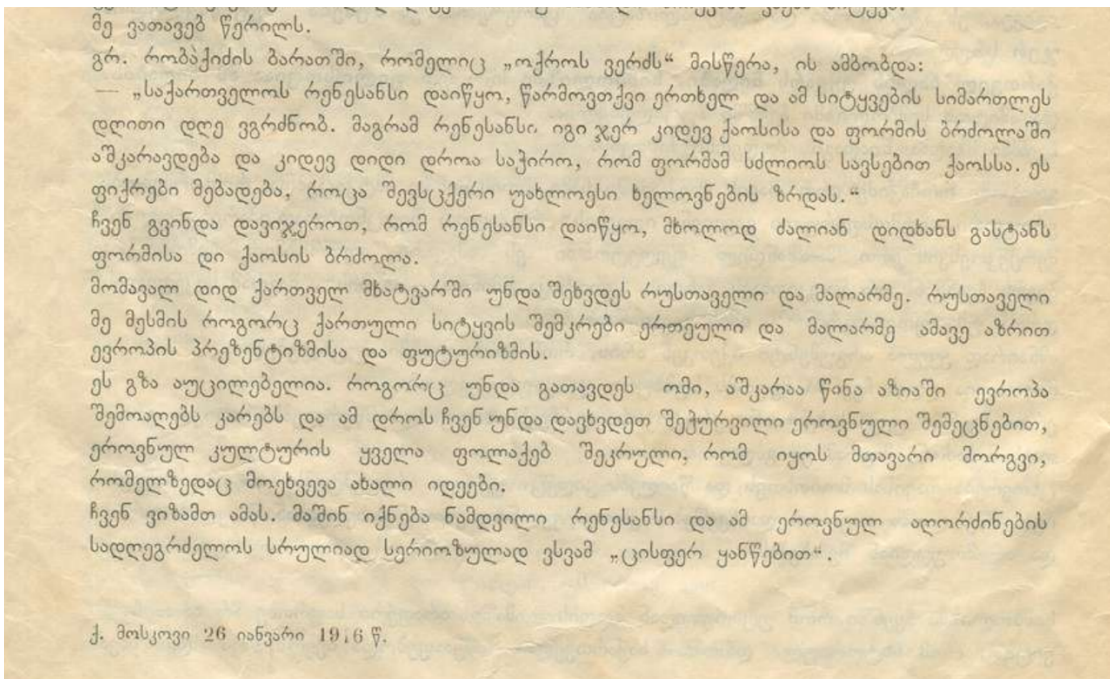 მე ვათავებ წერილს.
გრ. რობაქიძის ბარათში, რომელიც „ოქროს ვერძს“ მისწერა, ის ამბობდა:
— „საქართველოს რენესანსი დაიწყო, წარმოვთქვი ერთხელ და ამ სიტყვების სიმართლეს
დღითი დღე ვგრძნობ. მაგრამ რენესანსი იგი ჯერ კიდევ ქაოსისა და ფორმის ბრძოლაში
აშკარავდება და კიდევ დიდი დროა საჭირო, რომ ფორმამ სძლიოს სავსებით ქაოსსა. ეს
ფიქრები მებადება, როცა შევსცქერი უახლოესი ხელოვნების ზრდას.“
ჩვენ გვინდა დავიჯეროთ, რომ რენესანსი დაიწყო, მხოლოდ ძალიან დიდხანს გასტანს
ფორმისა დი ქაოსის ბრძოლა.
მომავალ დიდ ქართველ მხატვარში უნდა შეხვდეს რუსთაველი და მალარმე. რუსთაველი
მე მესმის როგორც ქართული სიტყვის შემკრები ერთეული და მალარმე ამავე აზრით
ევროპის პრეზენტიზმისა და ფუტურიზმის.
ეს გზა აუცილებელია. როგორც უნდა გათავდეს ომი, აშკარაა წინა აზიაში ევროპა
შემოაღებს კარებს და ამ დროს ჩვენ უნდა დავხვდეთ შეჭურვილი ეროვნული შემეცნებით,
ეროვნულ კულტურის ყველა ფოლაქებ შეკრული, რომ იყოს მთავარი მორგვი,
რომელზედაც მოეხვევა ახალი იდეები.
ჩვენ ვიზამთ ამას. მაშინ იქნება ნამდვილი რენესანსი და ამ ეროვნულ აღორძინების
სადღეგრძელოს სრულიად სერიოზულად ვსვამ „ცისფერ ყანწებით“.
ქ. მოსკოვი 26 იანვარი 1916 წ.